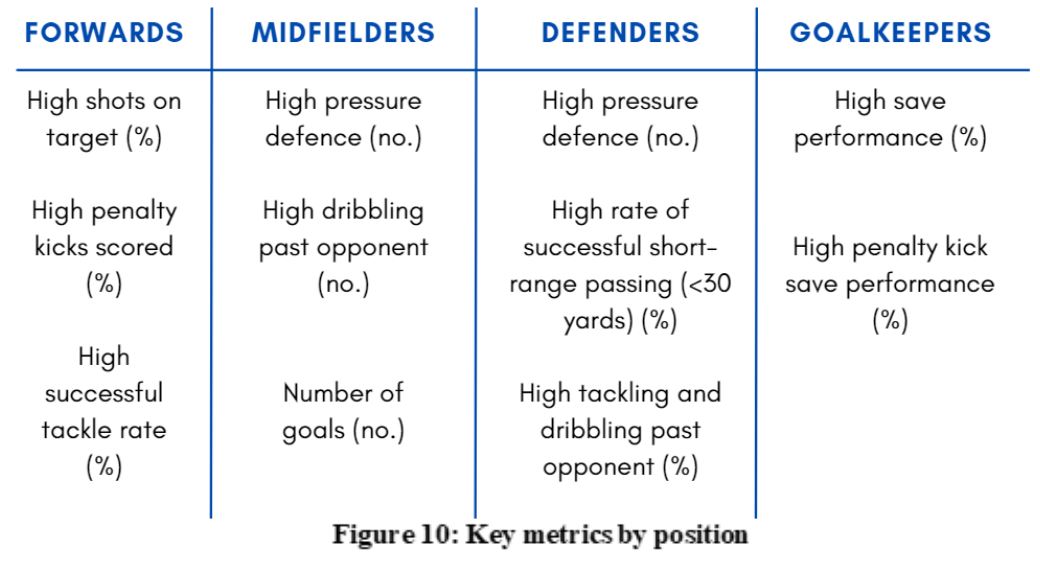 FORWARDS
MIDFIELDERS
DEFENDERS
GOALKEEPERS
High shots on
target (%)
High penalty
kicks scored
(%)
High
successful
tackle rate
(%)
High pressure
defence (no.)
High dribbling
past opponent
(no.)
Number of
goals (no.)
High pressure
defence (no.)
High rate of
successful short-
range passing (<30
yards) (%)
High tackling and
dribbling past
opponent (%)
High save
performance (%)
High penalty kick
save performance
(%)
Figure 10: Key metrics by position